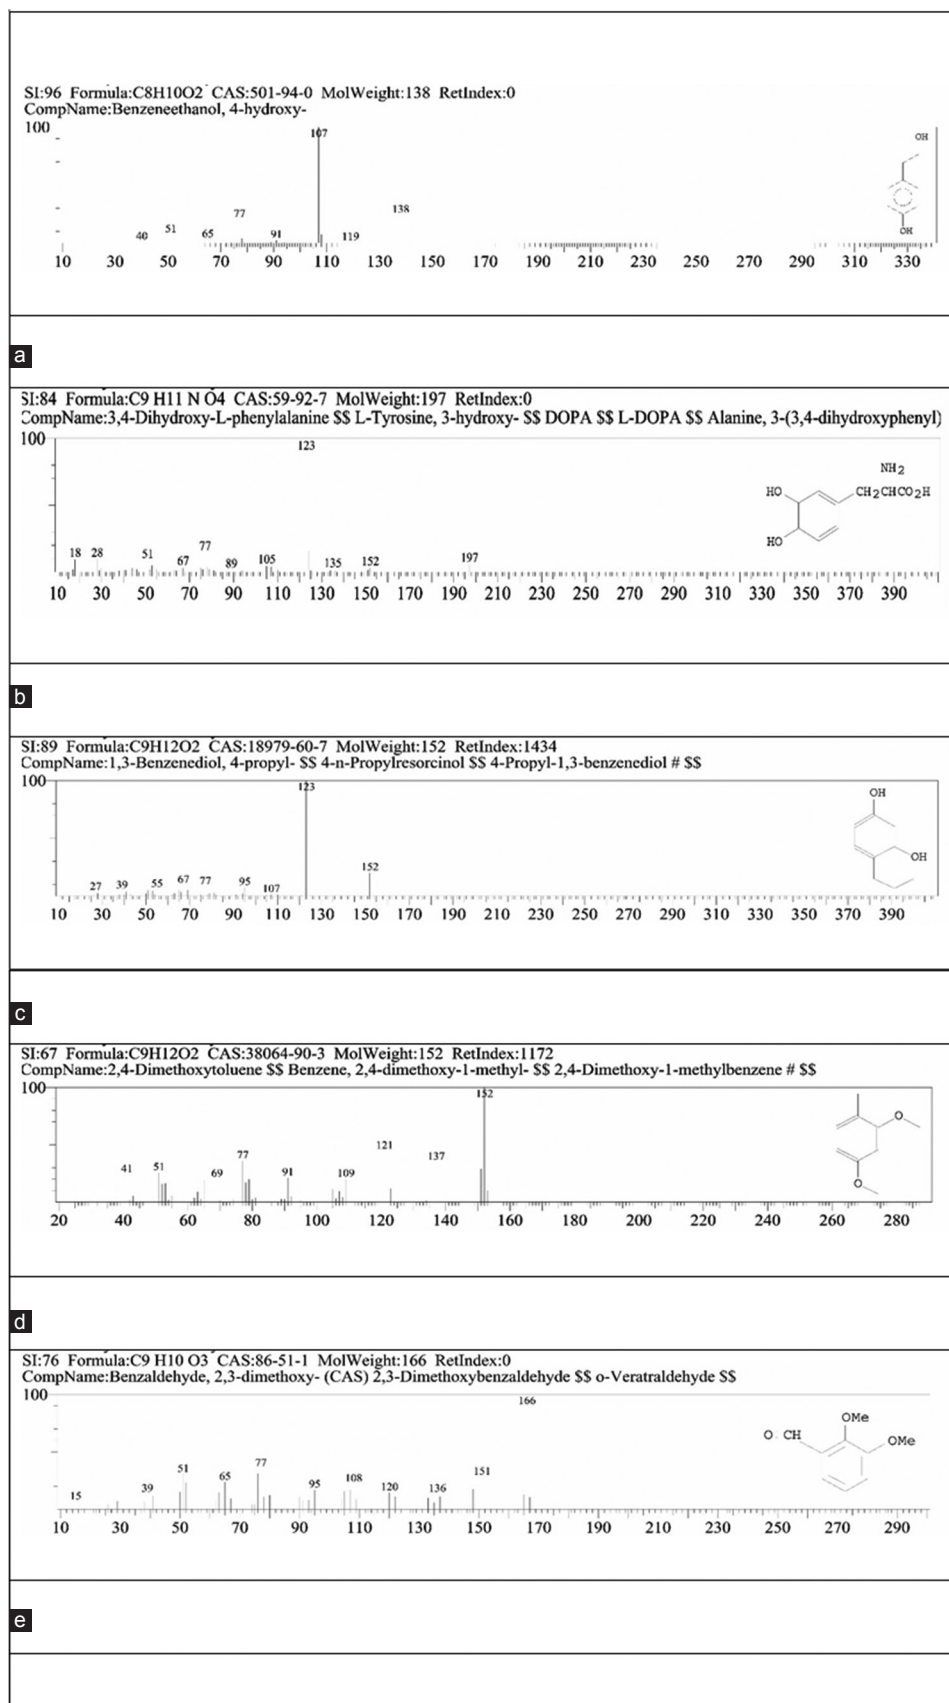 SI:96 Formula:C8H10O2 CAS:501-94-0 MolWeight:138 RetIndex:0
CompName:Benzeneethanol, 4-hydroxy-
100
107
OH
138
77
51
40
65
91
119
OH
10 30 50 70 90 110 130 150 170 190 210 230 250 270 290 310 330
a
SI:84 Formula:C9 H11 N O4 CAS:59-92-7 MolWeight:197 RetIndex:0
CompName:3,4-Dihydroxy-L-phenylalanine $$ L-Tyrosine, 3-hydroxy- $$ DOPA $$ L-DOPA $$ Alanine, 3-(3,4-dihydroxyphenyl)
100
123
NH2
HO
CH2CHCO2H
HO
18 28 51 67 77 89 105 135 152 197
10 30 50 70 90 110 130 150 170 190 210 230 250 270 290 310 330 350 370 390
b
SI:89 Formula:C9H12O2 CAS:18979-60-7 MolWeight:152 RetIndex:1434
CompName:1,3-Benzenediol, 4-propyl- $$ 4-n-Propylresorcinol $$ 4-Propyl-1,3-benzenediol # $$
100
123
OH
OH
152
27 39 55 67 77 95 107
10 30 50 70 90 110 130 150 170 190 210 230 250 270 290 310 330 350 370 390
c
SI:67 Formula:C9H12O2 CAS:38064-90-3 MolWeight:152 RetIndex:1172
CompName:2,4-Dimethoxytoluene $$ Benzene, 2,4-dimethoxy-1-methyl- $$ 2,4-Dimethoxy-1-methylbenzene # $$
100
152
O
O
41 51 69 77 91 109 121 137
20 40 60 80 100 120 140 160 180 200 220 240 260 280
d
SI:76 Formula:C9 H10 O3 CAS:86-51-1 MolWeight:166 RetIndex:0
CompName:Benzaldehyde, 2,3-dimethoxy- (CAS) 2,3-Dimethoxybenzaldehyde $$ o-Veratraldehyde $$
100
166
OMe
O CH
OMe
15 39 51 65 77 95 108 120 136 151
10 30 50 70 90 110 130 150 170 190 210 230 250 270 290
e